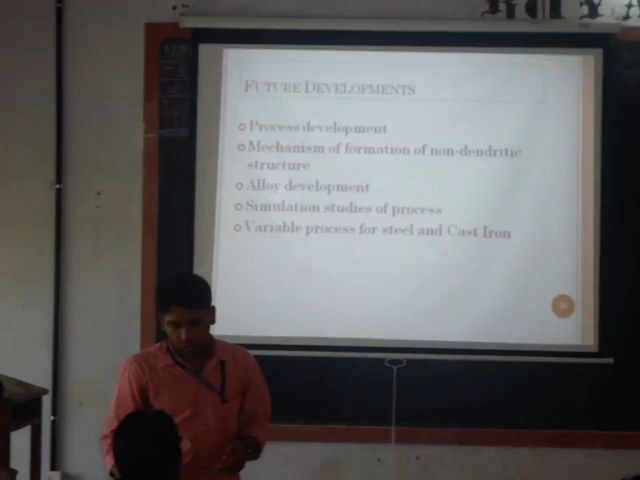 FUTURE DEVELOPMENTS
Process development
Mechanism of formation of non-dendritic
structure
Alloy development
Simulation studies of process
Variable process for steel and Cast Iron